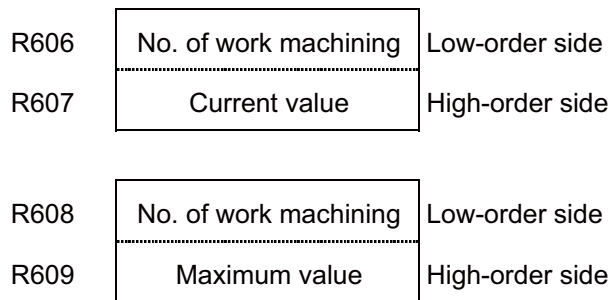 R606 No. of work machining Low-order side
R607 Current value High-order side
R608 No. of work machining Low-order side
R609 Maximum value High-order side